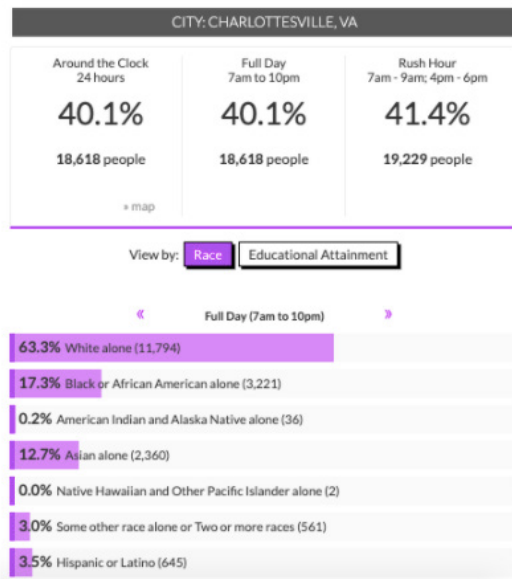 CITY: CHARLOTTESVILLE, VA
Around the Clock
24 hours
40.1%
18,618 people
» map
Full Day
7am to 10pm
40.1%
18,618 people
Rush Hour
7am - 9am; 4pm - 6pm
41.4%
19,229 people
View by: Race Educational Attainment
« Full Day (7am to 10pm) »
63.3% White alone (11,794)
17.3% Black or African American alone (3,221)
0.2% American Indian and Alaska Native alone (36)
12.7% Asian alone (2,360)
0.0% Native Hawaiian and Other Pacific Islander alone (2)
3.0% Some other race alone or Two or more races (561)
3.5% Hispanic or Latino (645)